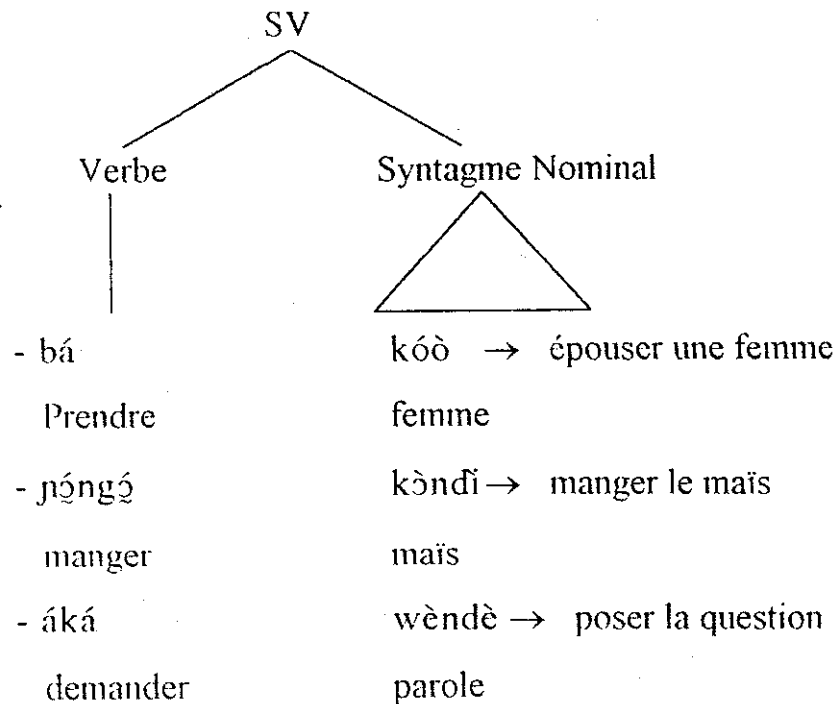 SV
Verbe Syntagme Nominal
- bá kóò → épouser une femme
Prendre femme
- ɲɔ̰́ngɔ̰́ kɔ̀ndí → manger le maïs
manger maïs
- áká wèndè → poser la question
demander parole